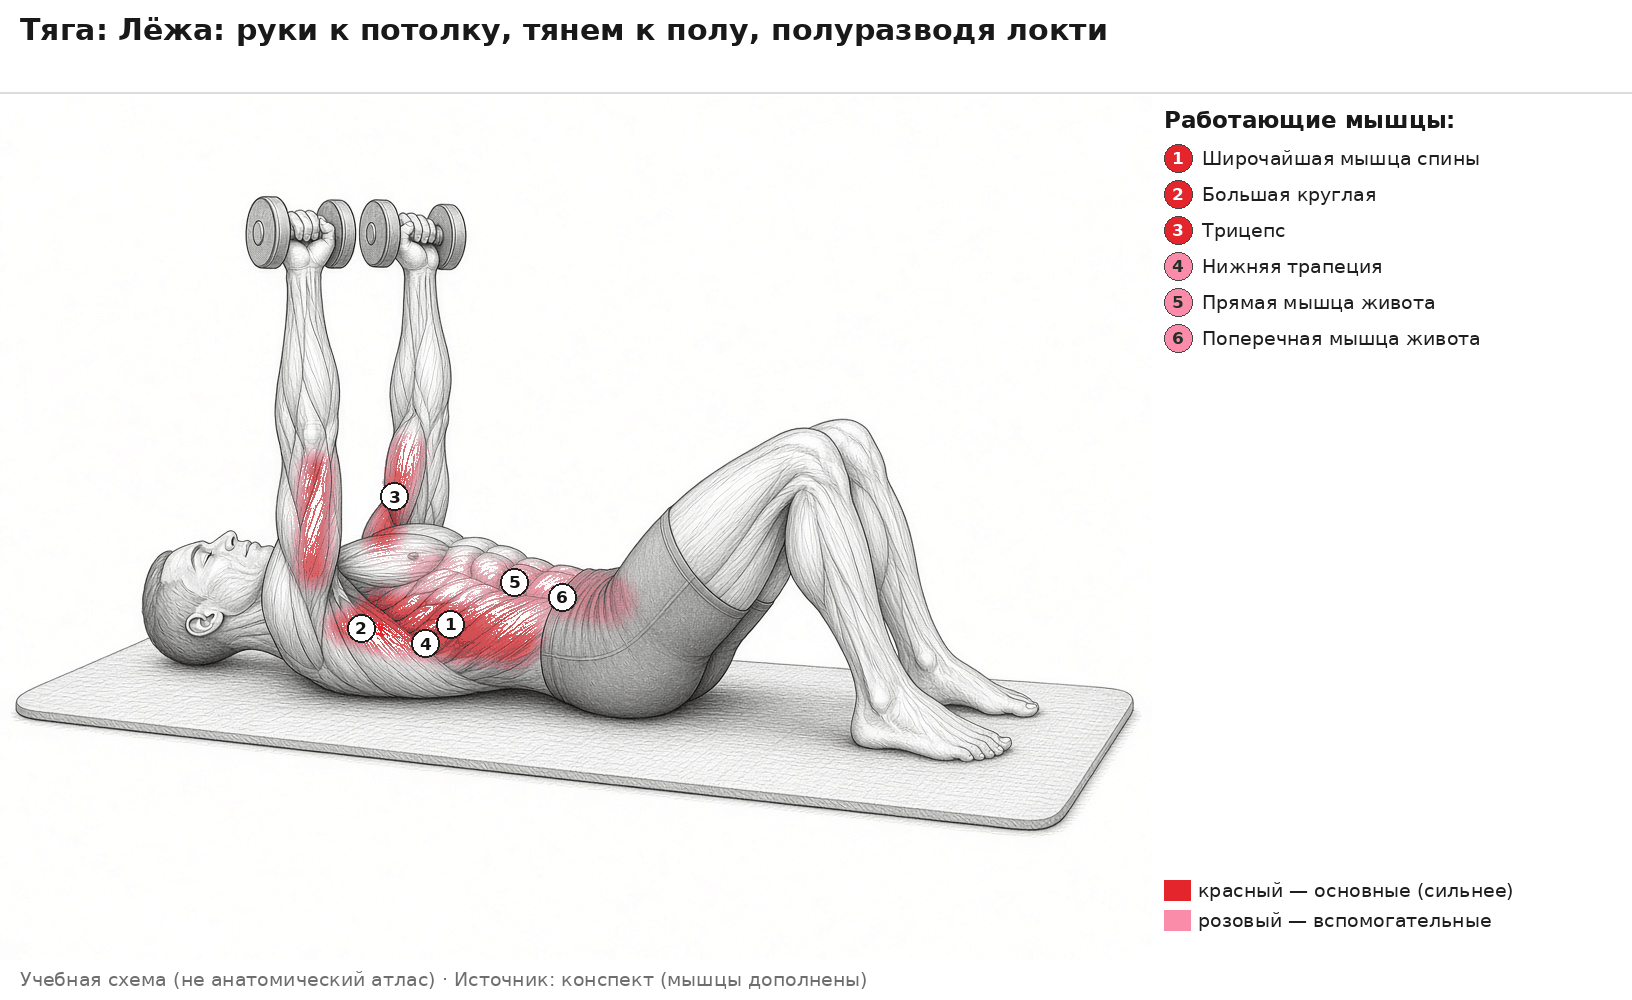 Тяга: Лёжа: руки к потолку, тянем к полу, полуразводя локти
Работающие мышцы:
1 Широчайшая мышца спины
2 Большая круглая
3 Трицепс
4 Нижняя трапеция
5 Прямая мышца живота
6 Поперечная мышца живота
3
5
6
1
2
4
красный — основные (сильнее)
розовый — вспомогательные
Учебная схема (не анатомический атлас) · Источник: конспект (мышцы дополнены)